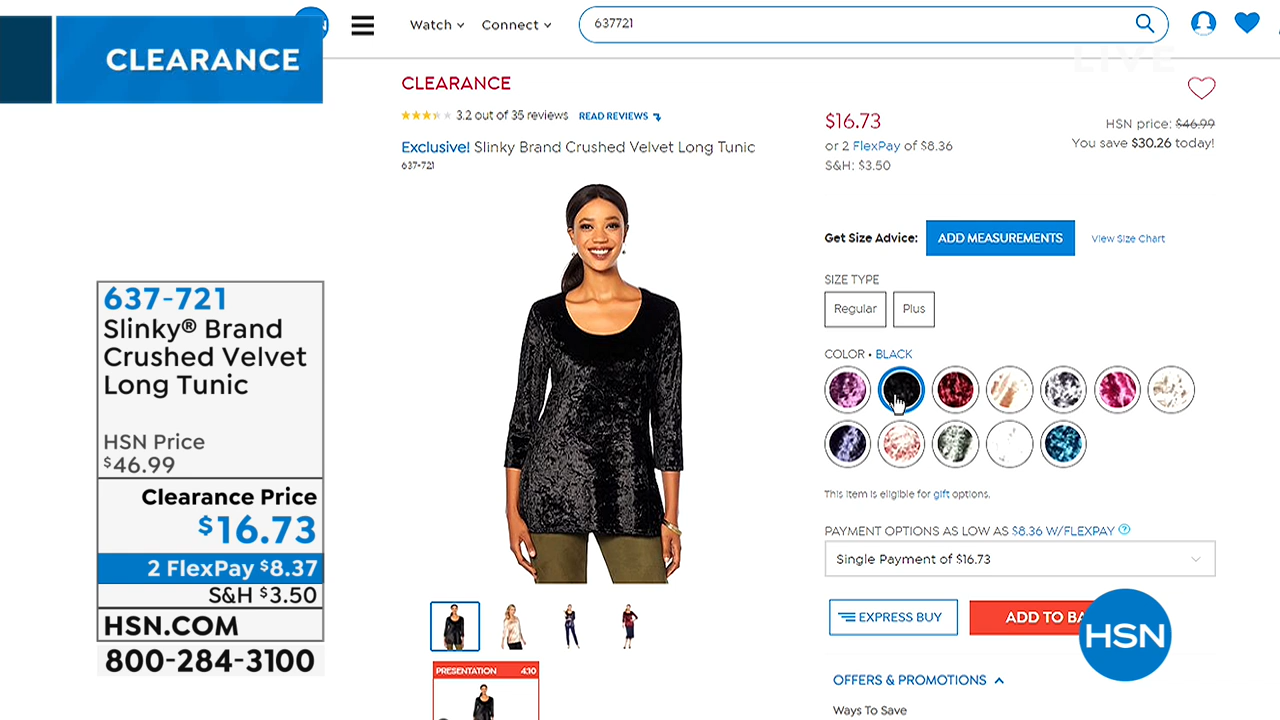 CLEARANCE
Watch
Connect
637721
LIVE
CLEARANCE
3.2 out of 35 reviews READ REVIEWS
Exclusive! Slinky Brand Crushed Velvet Long Tunic
637-721
$16.73
HSN price: $46.99
or 2 FlexPay of $8.36
You save $30.26 today!
S&H: $3.50
Get Size Advice: ADD MEASUREMENTS View Size Chart
SIZE TYPE
Regular Plus
COLOR • BLACK
This item is eligible for gift options.
PAYMENT OPTIONS AS LOW AS $8.36 W/FLEXPAY ?
Single Payment of $16.73
EXPRESS BUY
ADD TO BA
HSN
OFFERS & PROMOTIONS
Ways To Save
PRESENTATION 4:10
637-721
Slinky® Brand
Crushed Velvet
Long Tunic
HSN Price
$46.99
Clearance Price
$16.73
2 FlexPay $8.37
S&H $3.50
HSN.COM
800-284-3100